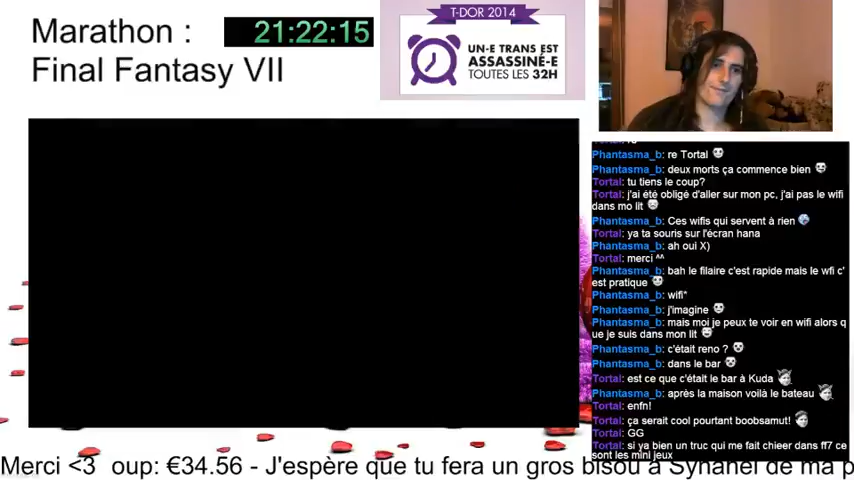 Marathon :
Final Fantasy VII
21:22:15
T-DOR 2014
UN-E TRANS EST
ASSASSINÉ-E
TOUTES LES 32H
Phantasma_b: re Tortal
Phantasma_b: deux morts ça commence bien
Tortal: tu tiens le coup?
Tortal: j'ai été obligé d'aller sur mon pc, j'ai pas le wifi
dans mo lit
Phantasma_b: Ces wifis qui servent à rien
Tortal: ya ta souris sur l'écran hana
Phantasma_b: ah oui X)
Tortal: merci ^^
Phantasma_b: bah le filaire c'est rapide mais le wfi c'
est pratique
Phantasma_b: wifi*
Phantasma_b: j'imagine
Phantasma_b: mais moi je peux te voir en wifi alors q
ue je suis dans mon lit
Phantasma_b: c'était reno ?
Phantasma_b: dans le bar
Tortal: est ce que c'était le bar à Kuda
Phantasma_b: après la maison voilà le bateau
Tortal: enfn!
Tortal: ça serait cool pourtant boobsamut!
Tortal: GG
Tortal: si ya bien un truc qui me fait chieer dans ff7 ce
sont les mini jeux
Merci <3 oup: €34.56 - J'espère que tu fera un gros bisou à Synanel de ma p